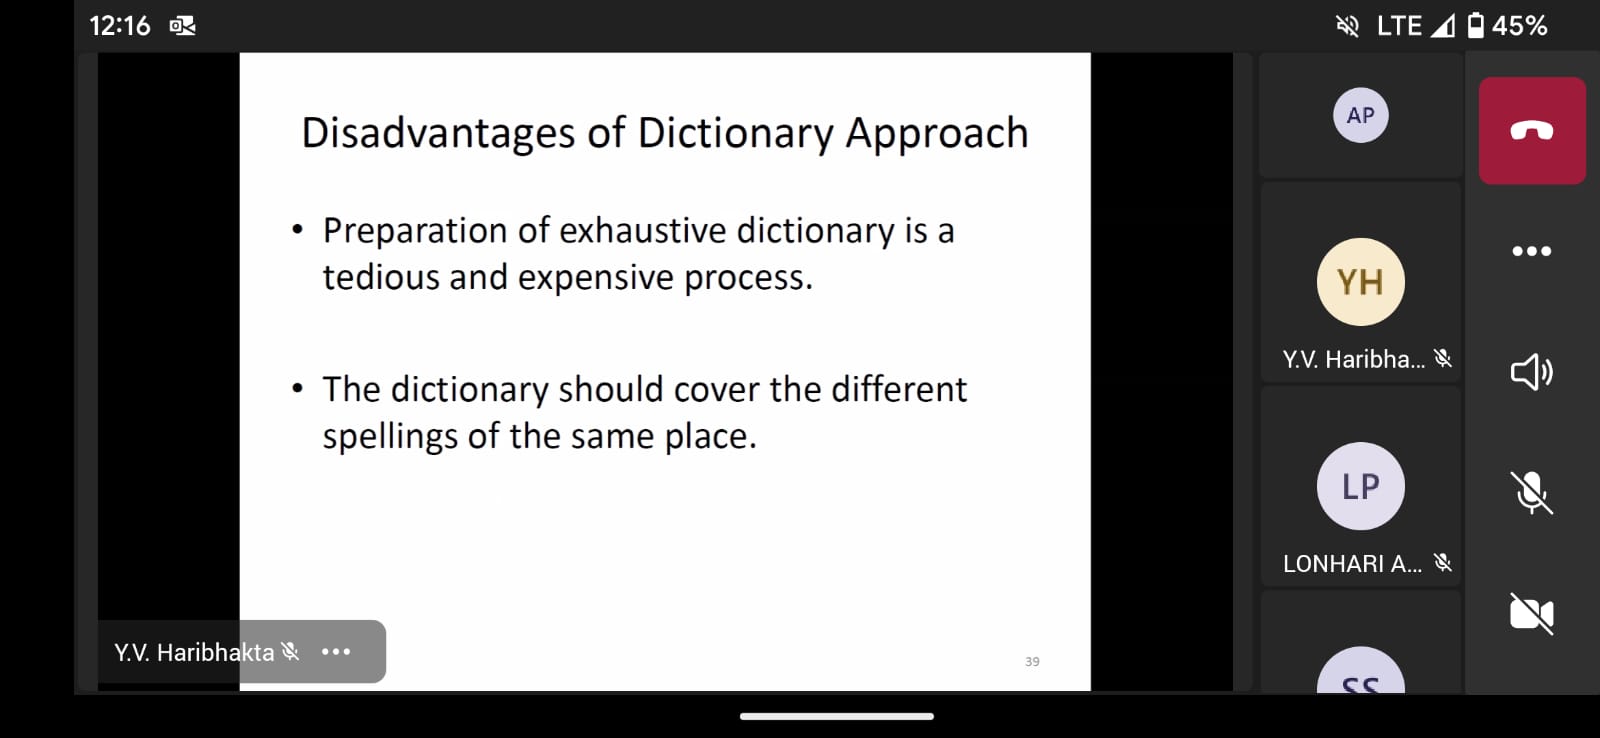 12:16
LTE 45%
Disadvantages of Dictionary Approach
• Preparation of exhaustive dictionary is a
tedious and expensive process.
• The dictionary should cover the different
spellings of the same place.
39
Y.V. Haribhakta
AP
YH
Y.V. Haribha...
LP
LONHARI A...
SS